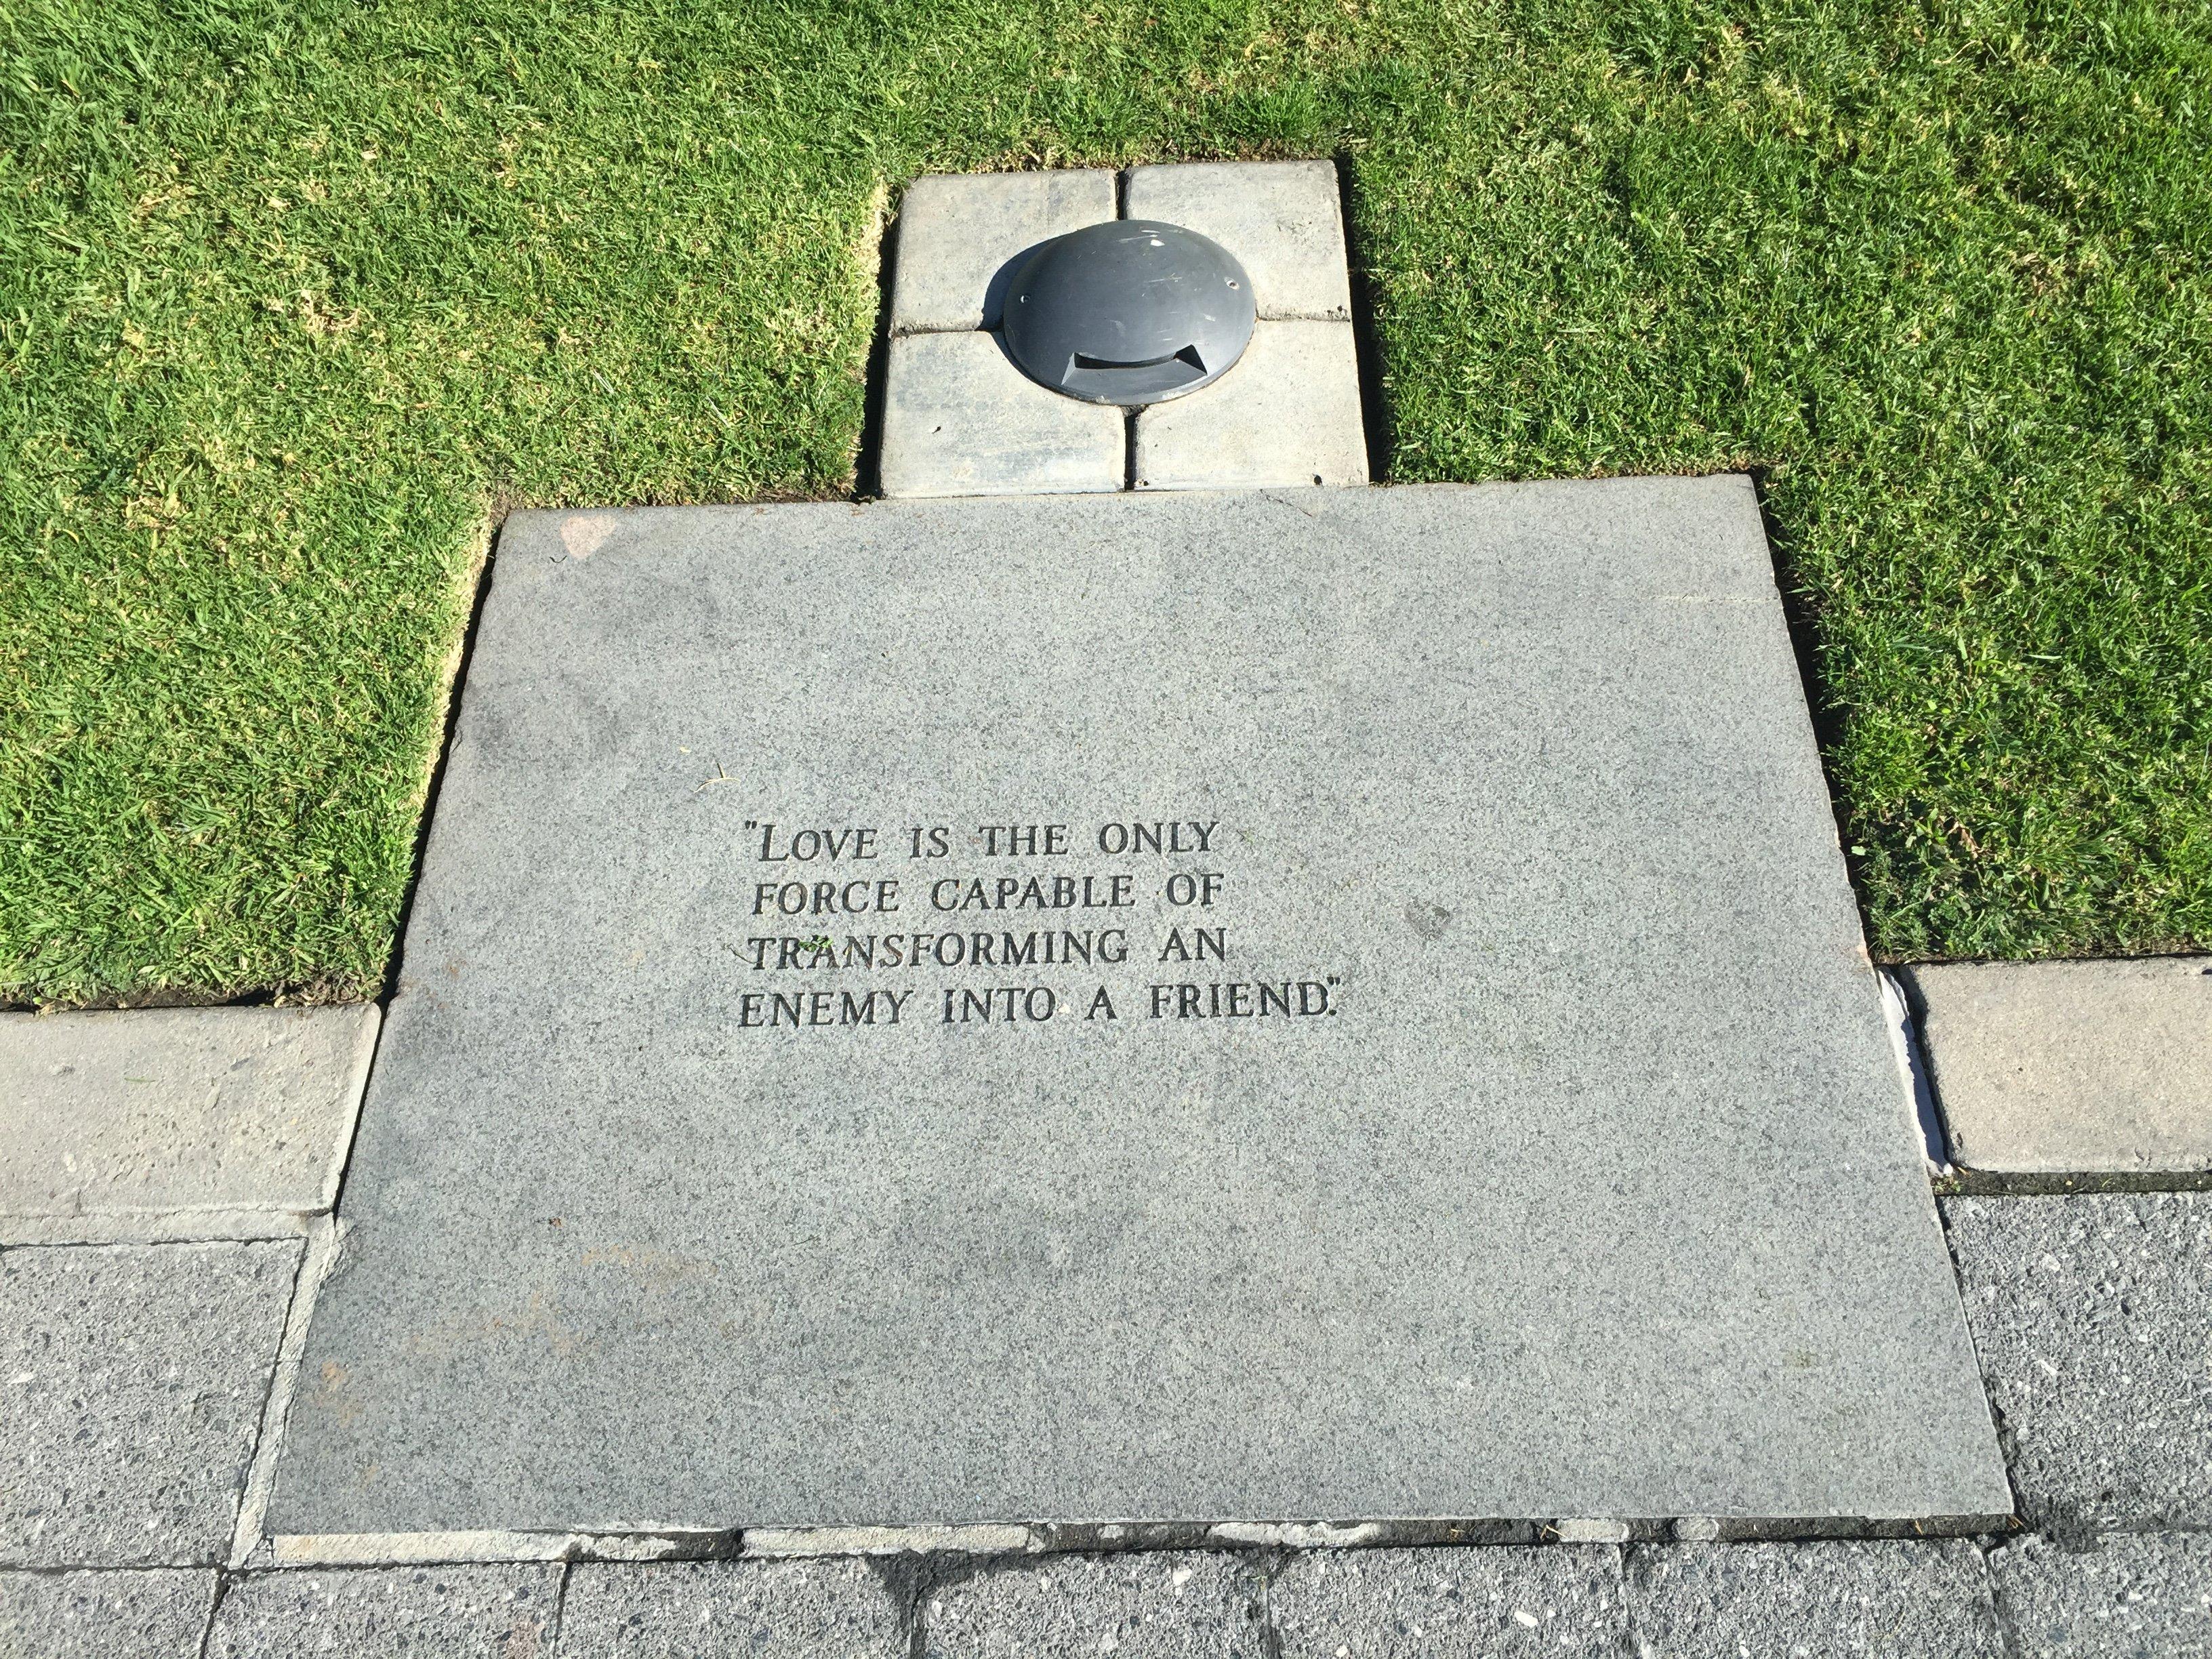 "LOVE IS THE ONLY
FORCE CAPABLE OF
TRANSFORMING AN
ENEMY INTO A FRIEND."